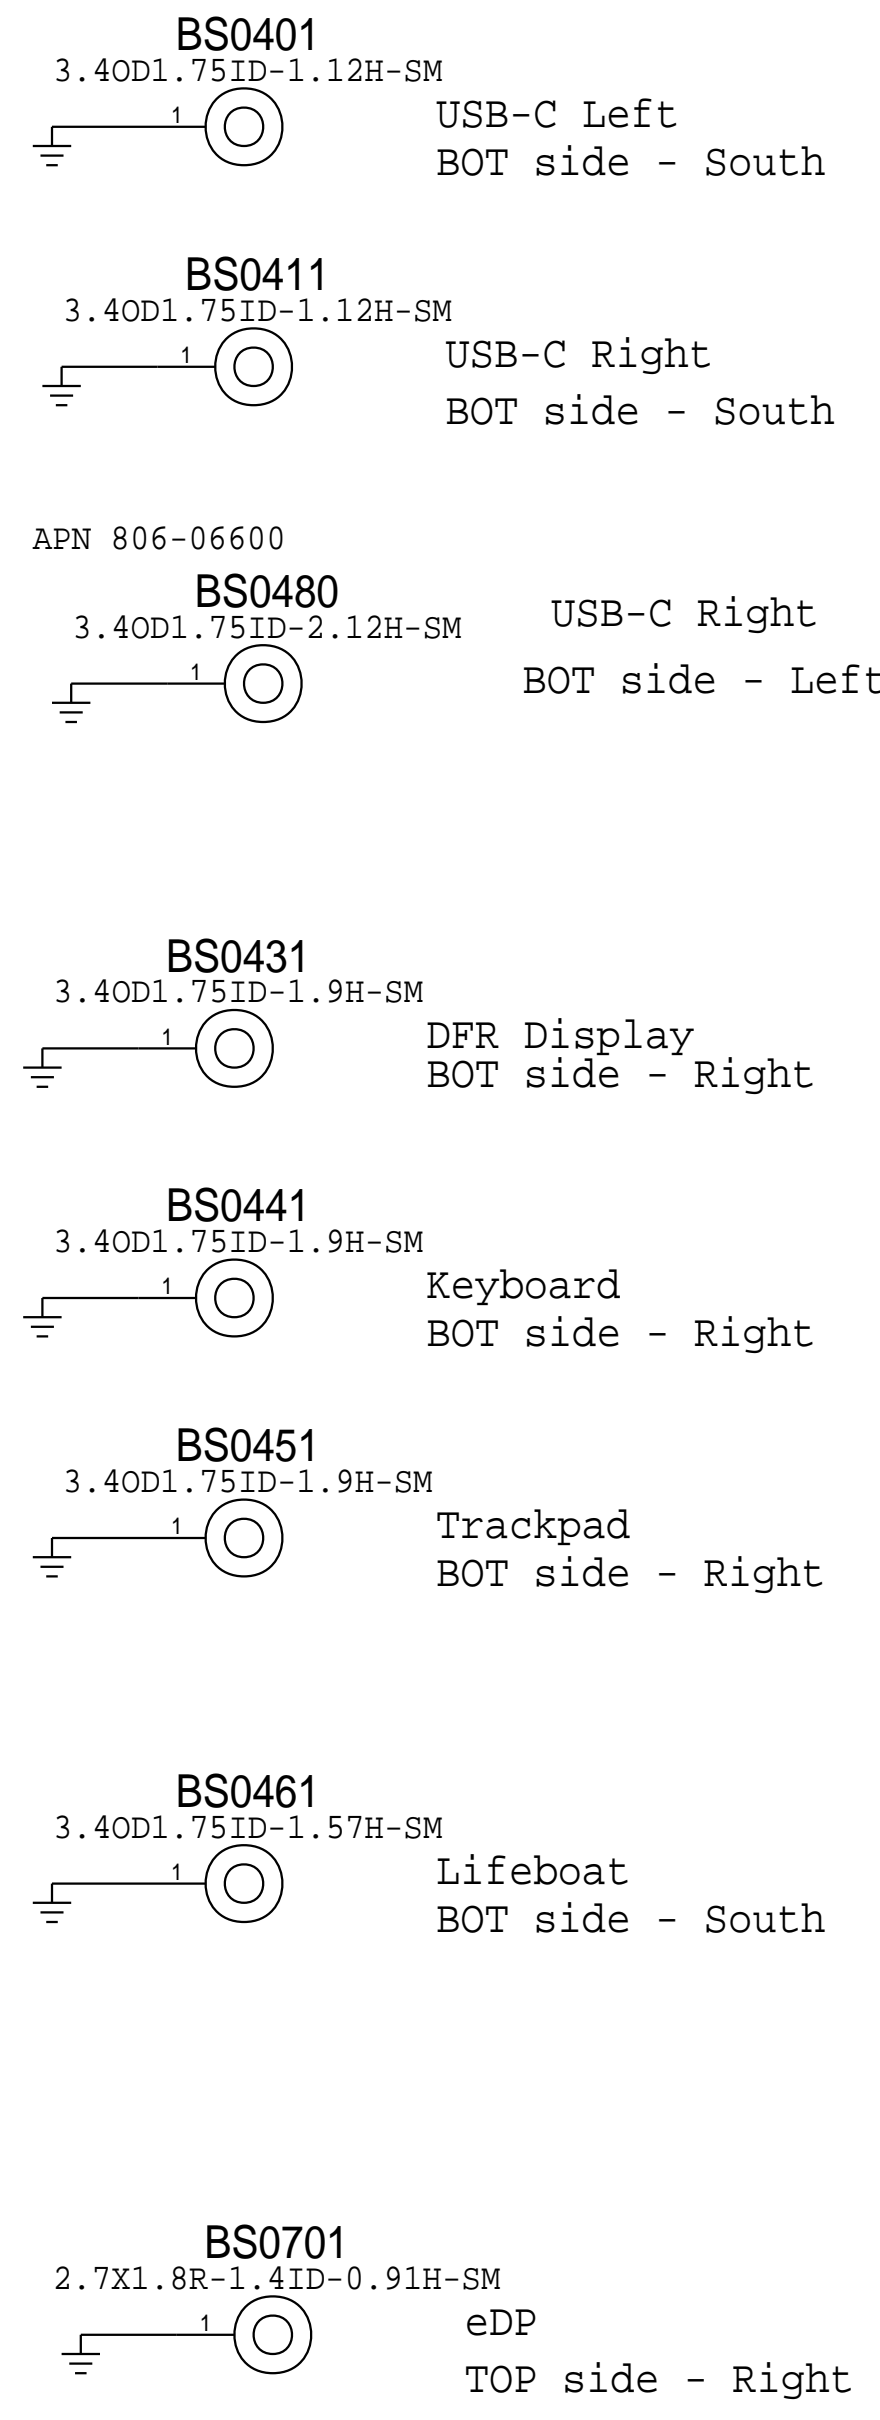 BS0401
3.4OD1.75ID-1.12H-SM
1
USB-C Left
BOT side - South
BS0411
3.4OD1.75ID-1.12H-SM
1
USB-C Right
BOT side - South
APN 806-06600
BS0480
3.4OD1.75ID-2.12H-SM
1
USB-C Right
BOT side - Left
BS0431
3.4OD1.75ID-1.9H-SM
1
DFR Display
BOT side - Right
BS0441
3.4OD1.75ID-1.9H-SM
1
Keyboard
BOT side - Right
BS0451
3.4OD1.75ID-1.9H-SM
1
Trackpad
BOT side - Right
BS0461
3.4OD1.75ID-1.57H-SM
1
Lifeboat
BOT side - South
BS0701
2.7X1.8R-1.4ID-0.91H-SM
1
eDP
TOP side - Right